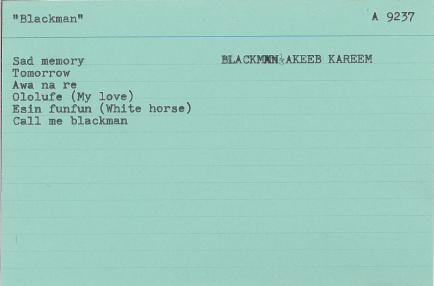 "Blackman" A 9237
Sad memory BLACKMAN AKEEB KAREEM
Tomorrow
Awa na re
Ololufe (My love)
Esin funfun (White horse)
Call me blackman